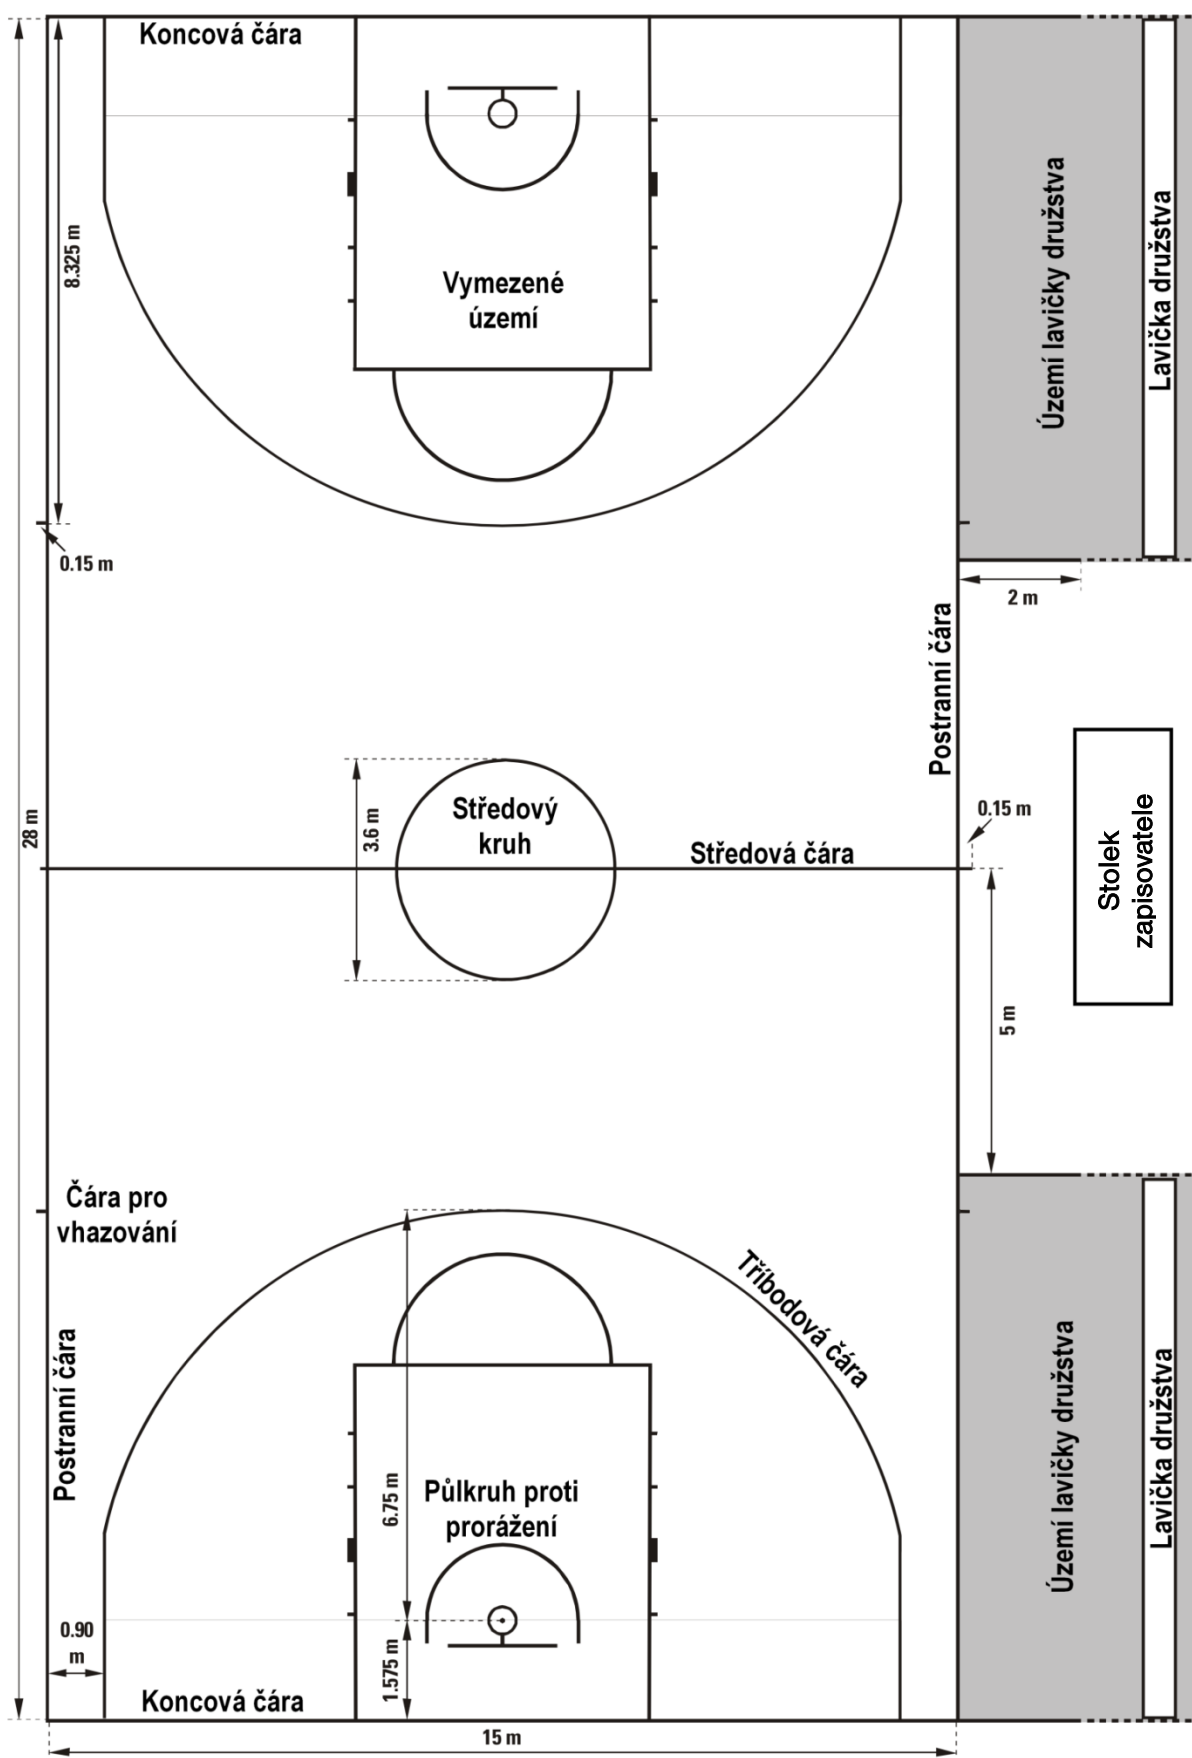 Koncová čára
8.325 m
Vymezené
území
Území lavičky družstva
Lavička družstva
0.15 m
2 m
Postranní čára
28 m
3.6 m
Středový
kruh
Středová čára
0.15 m
Stolek
zapisovatele
5 m
Čára pro
vhazování
Tříbodová čára
Postranní čára
6.75 m
Půlkruh proti
prorážení
Území lavičky družstva
Lavička družstva
0.90
m
1.575 m
Koncová čára
15 m